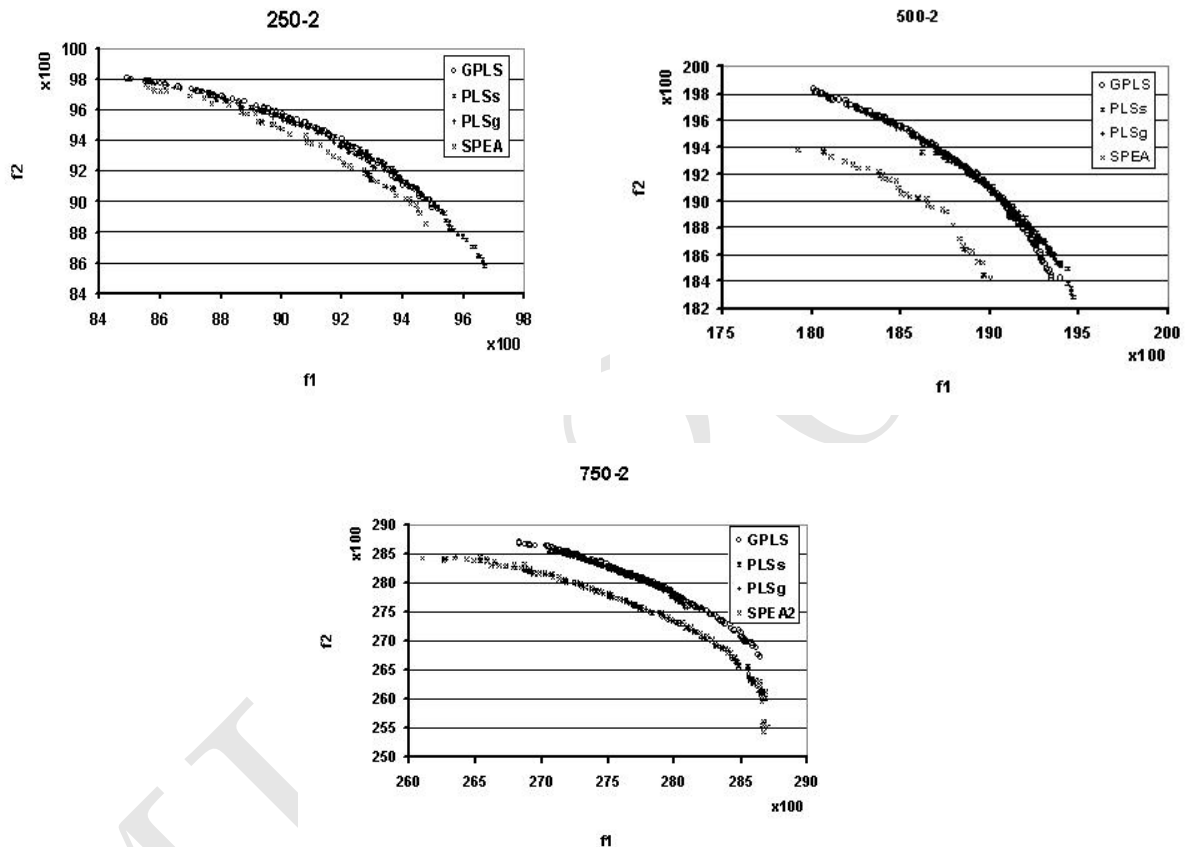 250-2
x100
100
98
96
94
92
90
88
86
84
f2
84 86 88 90 92 94 96 98
x100
f1
GPLS
PLSs
PLSg
SPEA
500-2
x100
200
198
196
194
192
190
188
186
184
182
f2
175 180 185 190 195 200
x100
f1
GPLS
PLSs
PLSg
SPEA
750-2
x100
290
285
280
275
270
265
260
255
250
f2
260 265 270 275 280 285 290
x100
f1
GPLS
PLSs
PLSg
SPEA2